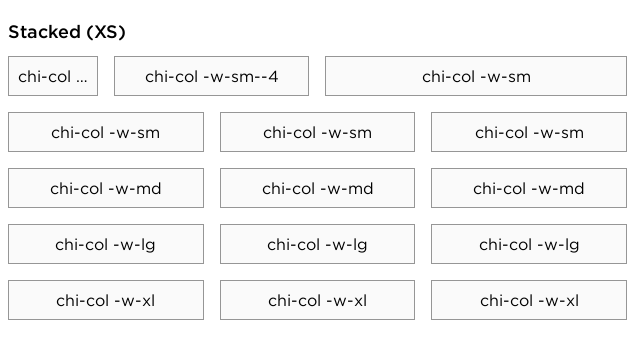 Stacked (XS)
chi-col ... chi-col -w-sm--4 chi-col -w-sm
chi-col -w-sm chi-col -w-sm chi-col -w-sm
chi-col -w-md chi-col -w-md chi-col -w-md
chi-col -w-lg chi-col -w-lg chi-col -w-lg
chi-col -w-xl chi-col -w-xl chi-col -w-xl